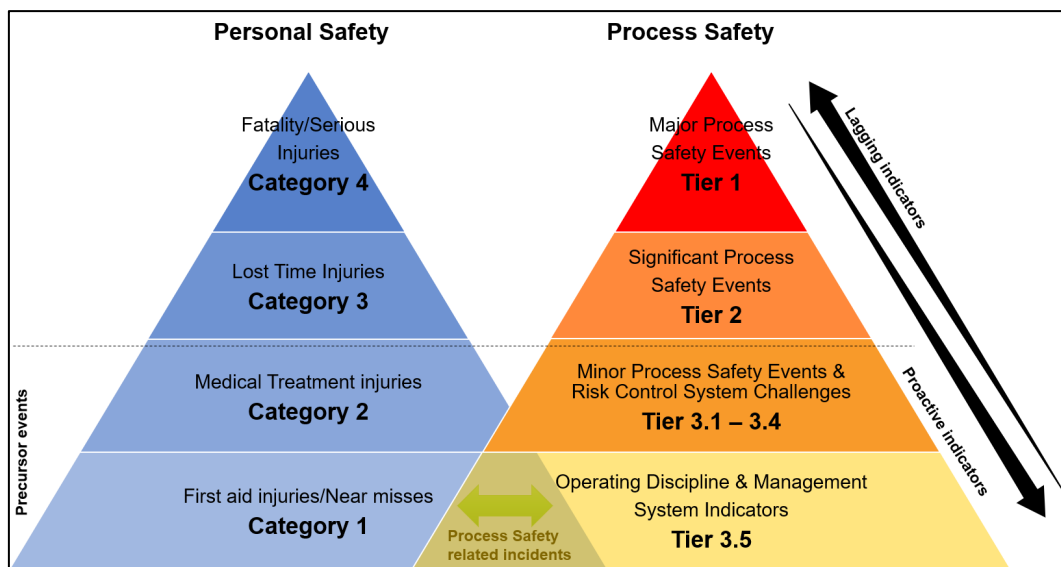 Personal Safety
Process Safety
Fatality/Serious
Injuries
Category 4
Major Process
Safety Events
Tier 1
Lagging indicators
Lost Time Injuries
Category 3
Significant Process
Safety Events
Tier 2
Medical Treatment injuries
Category 2
Minor Process Safety Events &
Risk Control System Challenges
Tier 3.1 – 3.4
Proactive indicators
Precursor events
First aid injuries/Near misses
Category 1
Process Safety
related incidents
Operating Discipline & Management
System Indicators
Tier 3.5